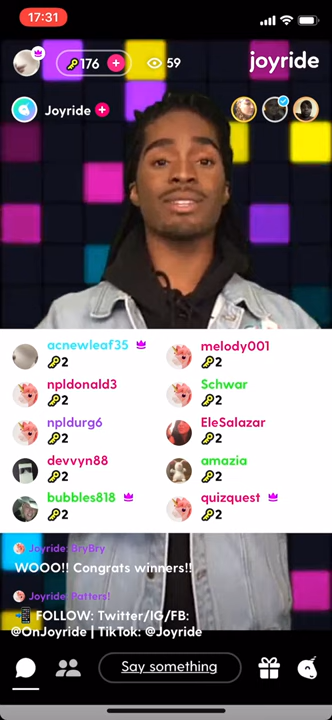 17:31
176
59
joyride
Joyride
acnewleaf35
2
melody001
2
npldonald3
2
Schwar
2
npldurg6
2
EleSalazar
2
devvyn88
2
amazia
2
bubbles818
2
quizquest
2
Joyride: BryBry
WOOO!! Congrats winners!!
Joyride: Patters!
FOLLOW: Twitter/IG/FB:
@OnJoyride | TikTok: @Joyride
Say something